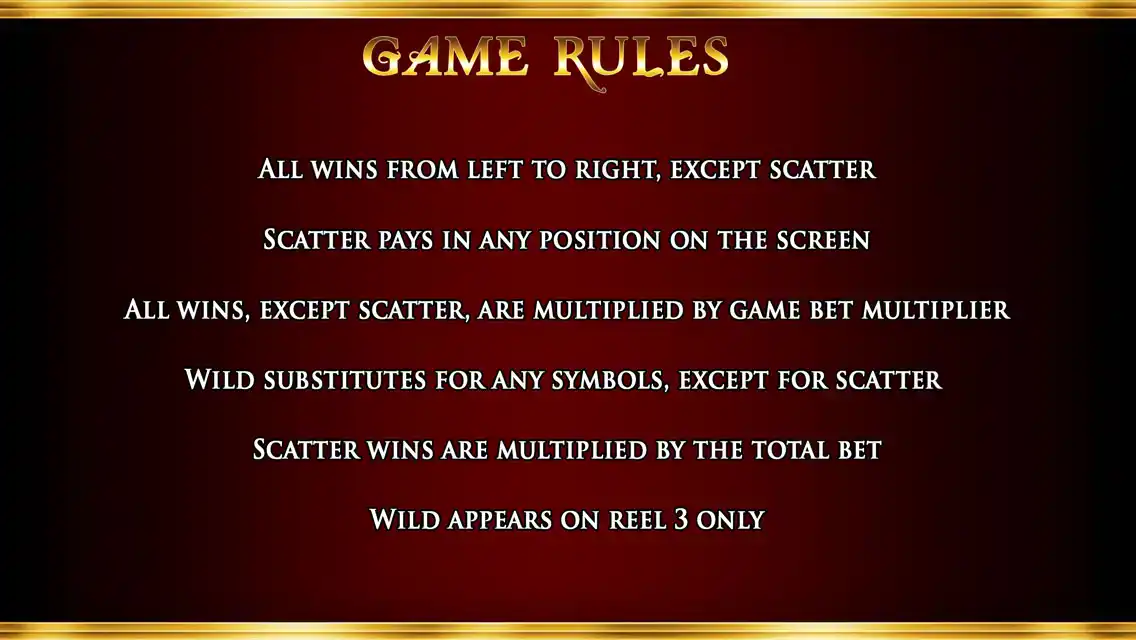 GAME RULES
ALL WINS FROM LEFT TO RIGHT, EXCEPT SCATTER
SCATTER PAYS IN ANY POSITION ON THE SCREEN
ALL WINS, EXCEPT SCATTER, ARE MULTIPLIED BY GAME BET MULTIPLIER
WILD SUBSTITUTES FOR ANY SYMBOLS, EXCEPT FOR SCATTER
SCATTER WINS ARE MULTIPLIED BY THE TOTAL BET
WILD APPEARS ON REEL 3 ONLY